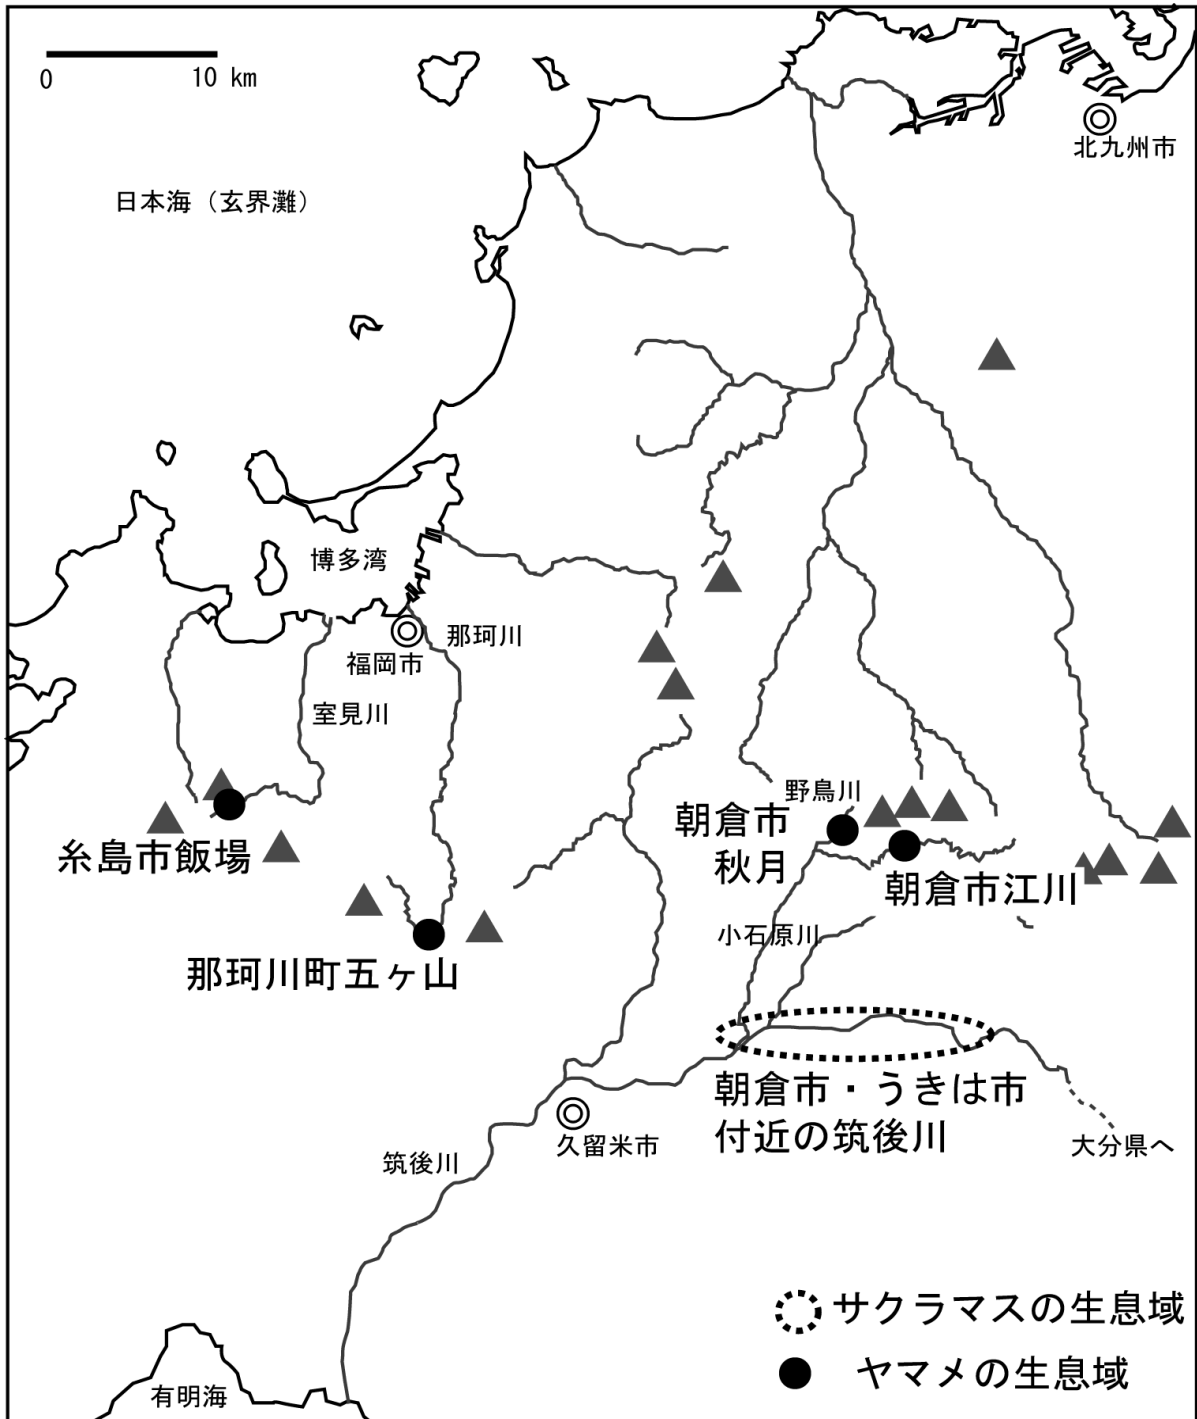 0
10 km
北九州市
日本海（玄界灘）
博多湾
那珂川
福岡市
室見川
野鳥川
朝倉市
秋月
糸島市飯場
朝倉市江川
小石原川
那珂川町五ヶ山
朝倉市・うきは市
付近の筑後川
久留米市
大分県へ
筑後川
サクラマスの生息域
ヤマメの生息域
有明海